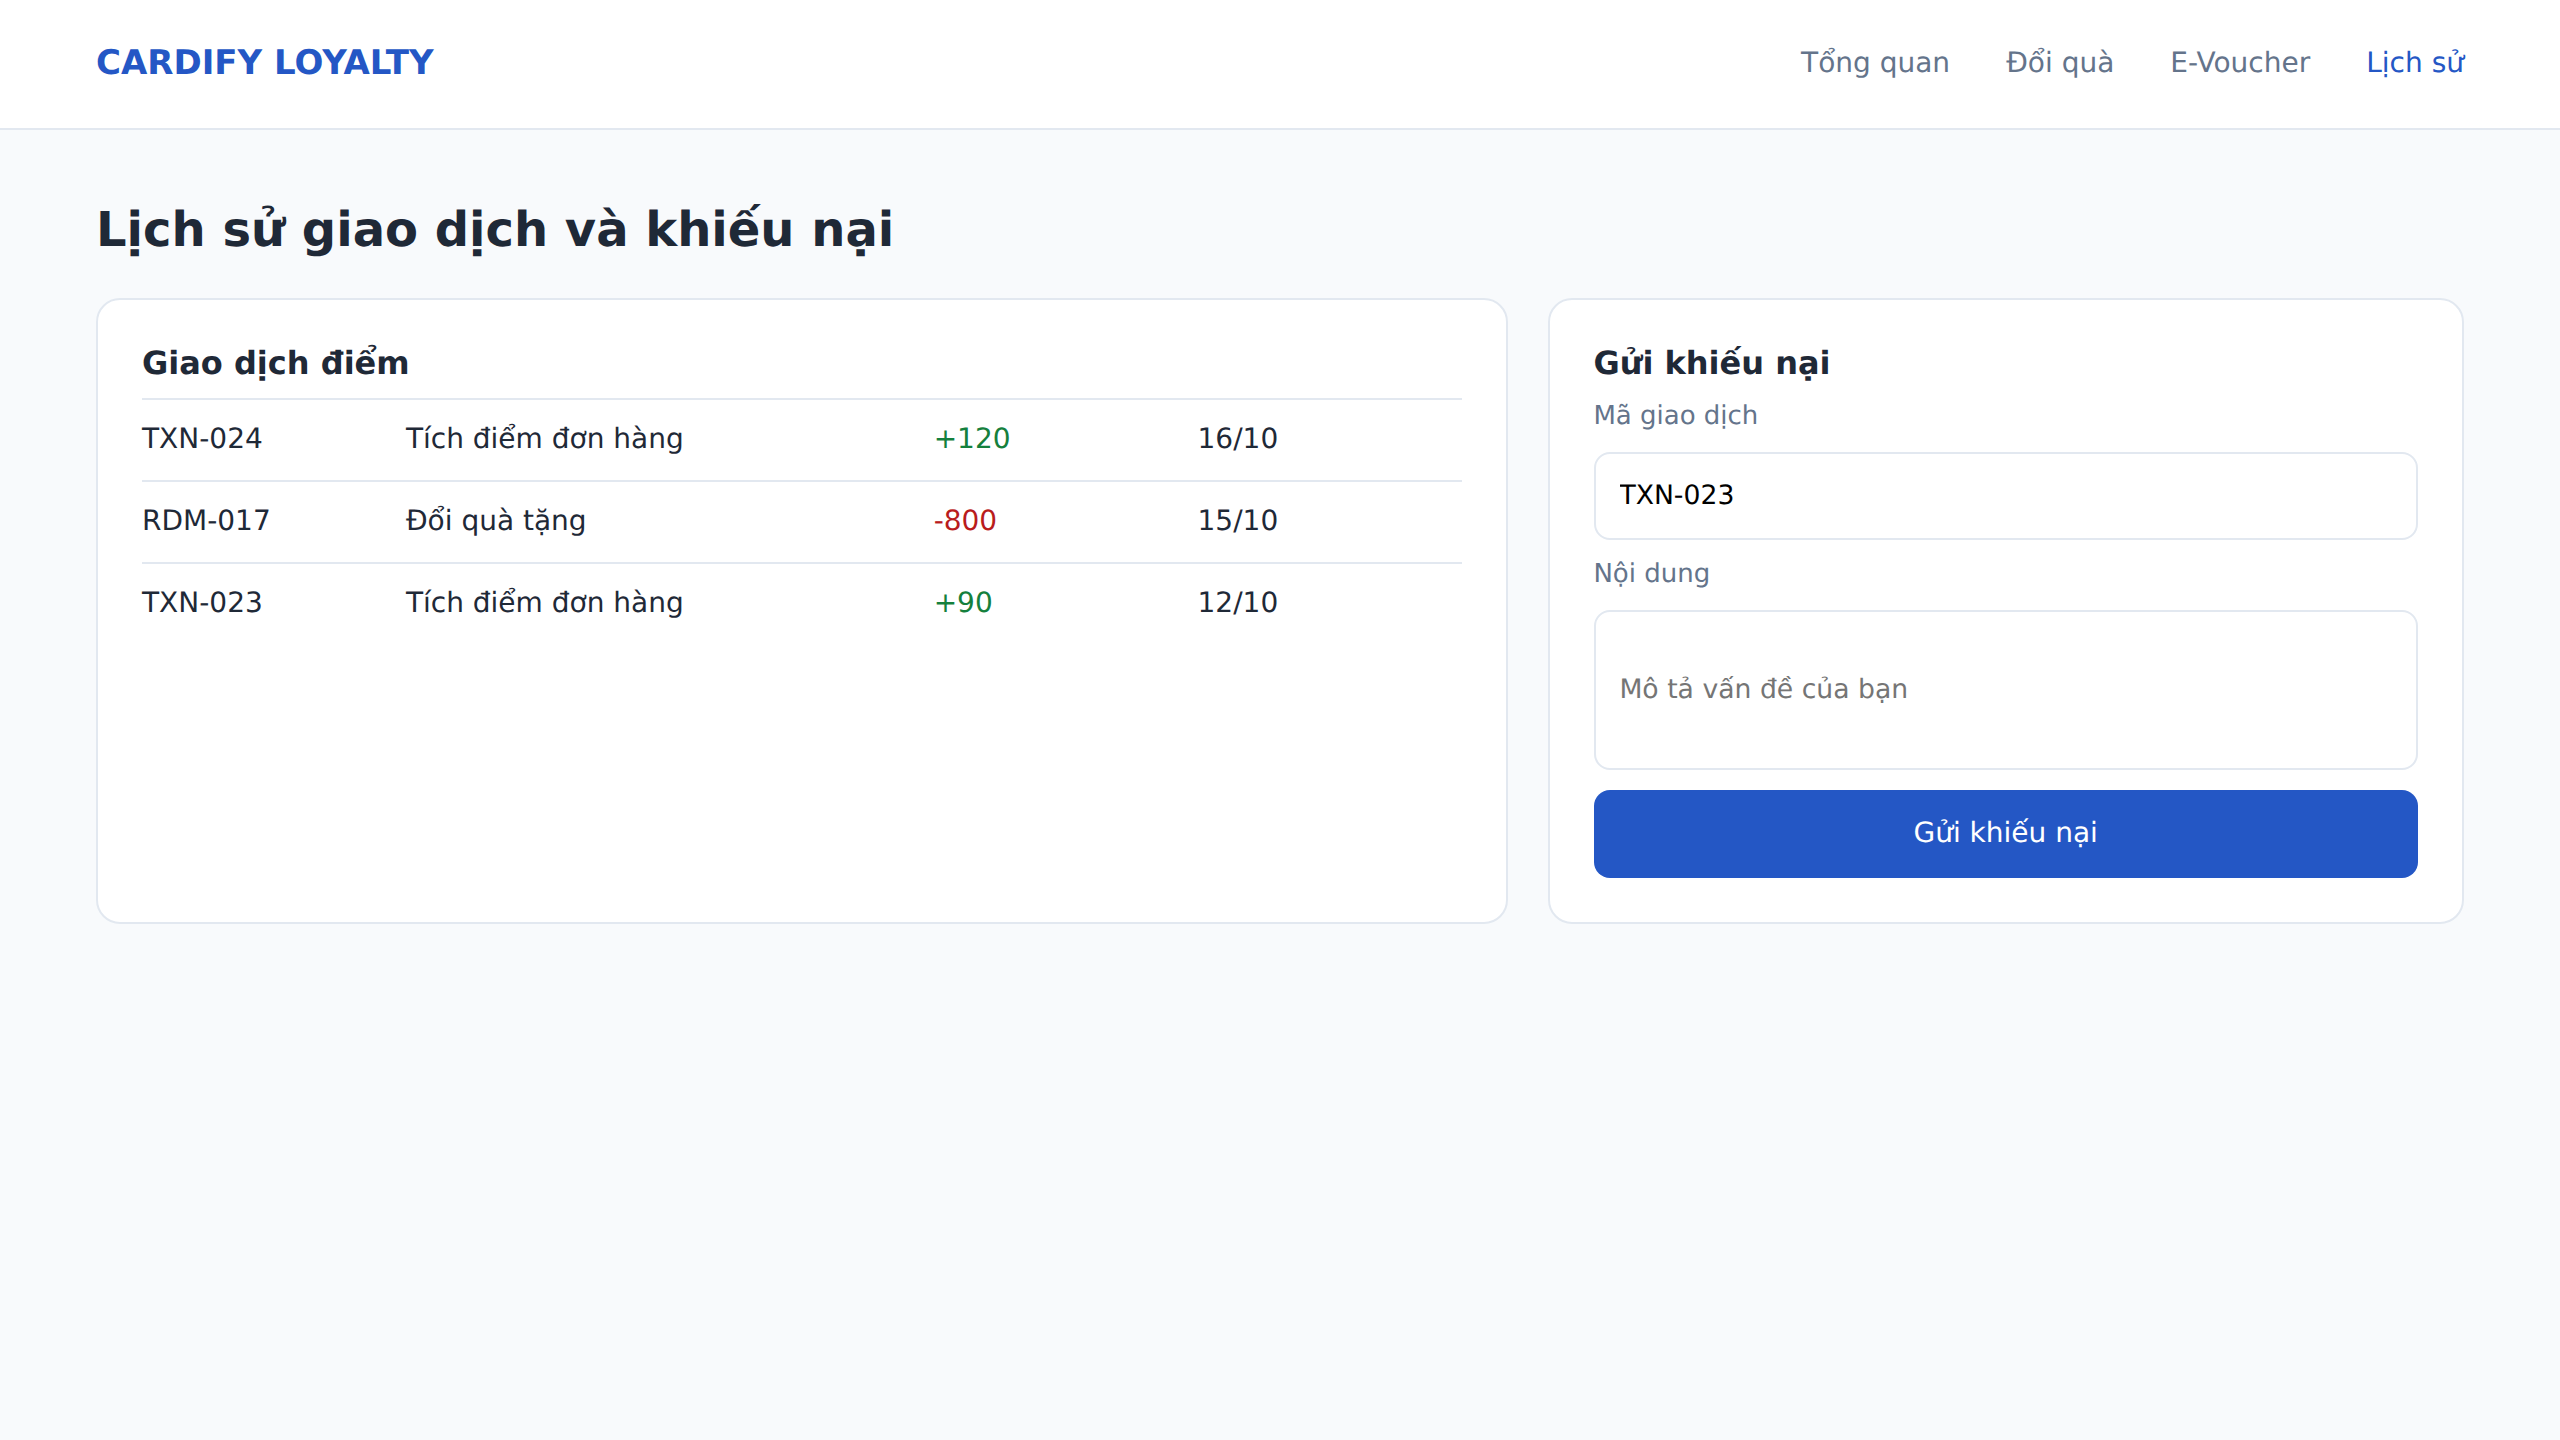 CARDIFY LOYALTY
Tổng quan Đổi quà E-Voucher Lịch sử
Lịch sử giao dịch và khiếu nại
Giao dịch điểm
TXN-024 Tích điểm đơn hàng +120 16/10
RDM-017 Đổi quà tặng -800 15/10
TXN-023 Tích điểm đơn hàng +90 12/10
Gửi khiếu nại
Mã giao dịch
TXN-023
Nội dung
Mô tả vấn đề của bạn
Gửi khiếu nại